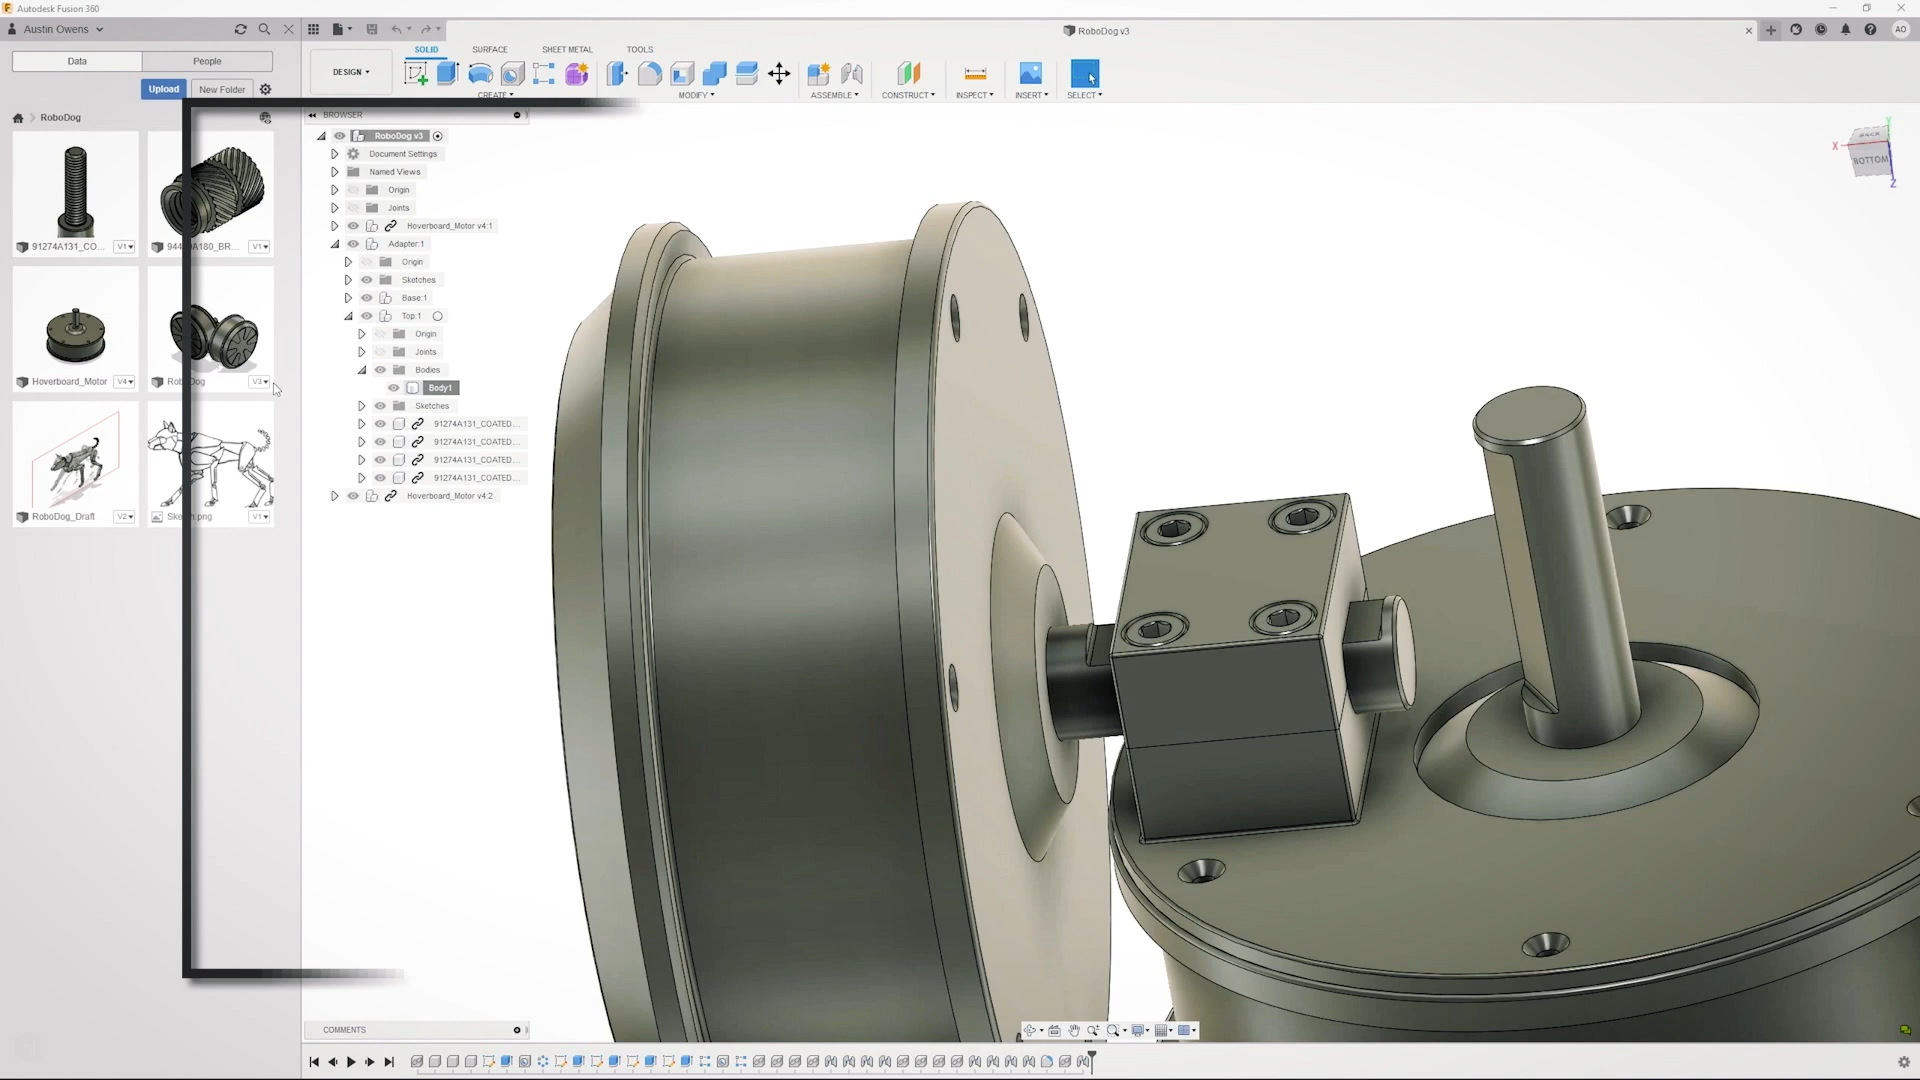 Autodesk Fusion 360
Austin Owens
RoboDog v3
AO
Data
People
SOLID
SURFACE
SHEET METAL
TOOLS
DESIGN
Upload
New Folder
CREATE
MODIFY
ASSEMBLE
CONSTRUCT
INSPECT
INSERT
SELECT
RoboDog
BROWSER
RoboDog v3
Document Settings
Named Views
Origin
Joints
Hoverboard_Motor v4:1
Adapter:1
Origin
Sketches
Base:1
Top:1
Origin
Joints
Bodies
Body1
Sketches
91274A131_COATED...
91274A131_COATED...
91274A131_COATED...
91274A131_COATED...
Hoverboard_Motor v4:2
91274A131_CO...
V1
V1
Hoverboard_Motor
V4
V3
RoboDog_Draft
V2
V1
BACK
BOTTOM
X
Y
Z
COMMENTS